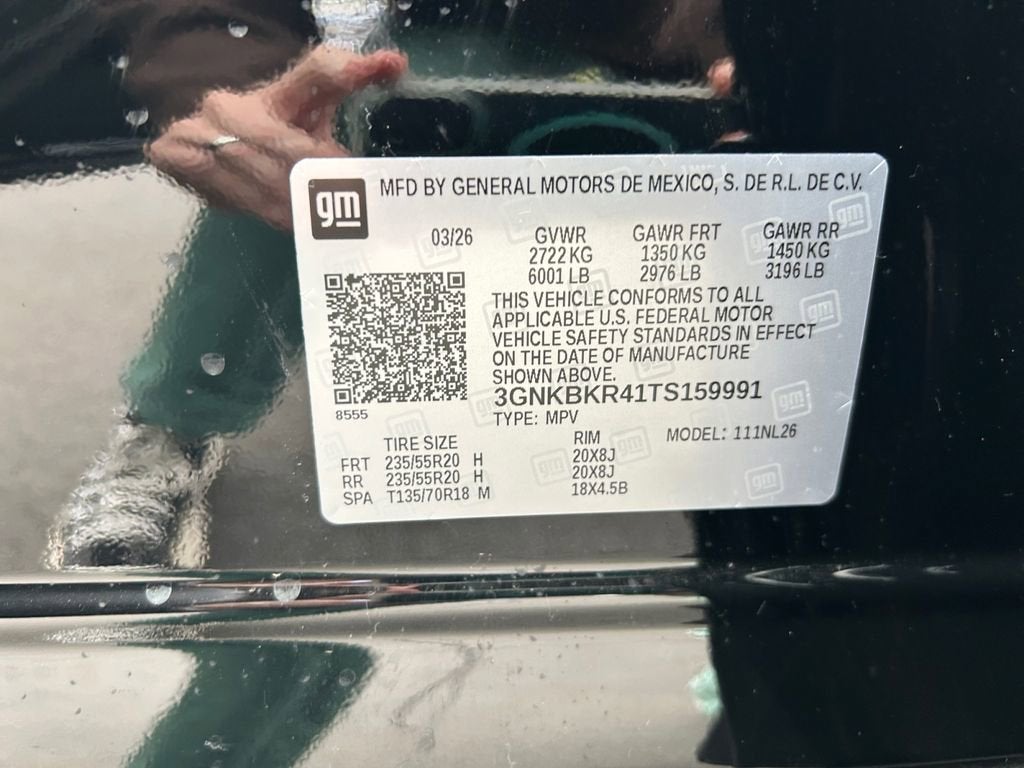 gm MFD BY GENERAL MOTORS DE MEXICO, S. DE R.L. DE C.V.
03/26 GVWR GAWR FRT GAWR RR
2722 KG 1350 KG 1450 KG
6001 LB 2976 LB 3196 LB
THIS VEHICLE CONFORMS TO ALL
APPLICABLE U.S. FEDERAL MOTOR
VEHICLE SAFETY STANDARDS IN EFFECT
ON THE DATE OF MANUFACTURE
SHOWN ABOVE.
3GNKBKR41TS159991
8555
TYPE: MPV
MODEL: 111NL26
TIRE SIZE RIM
FRT 235/55R20 H 20X8J
RR 235/55R20 H 20X8J
SPA T135/70R18 M 18X4.5B